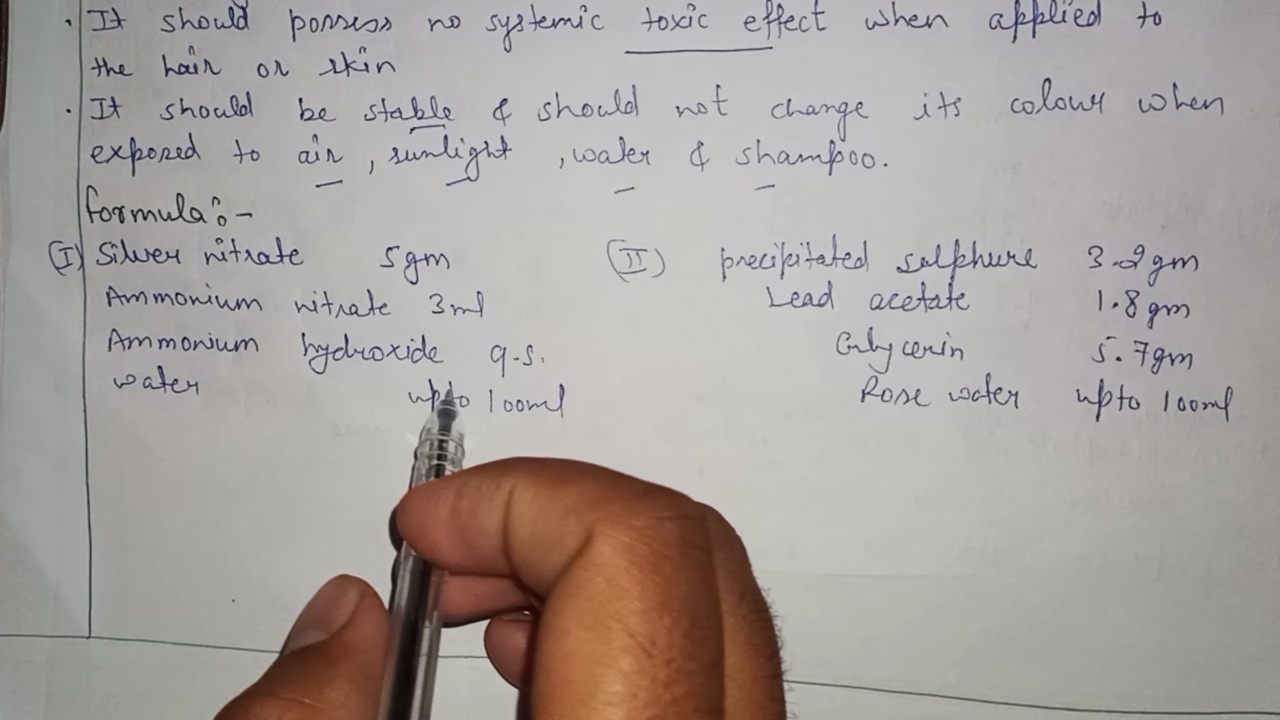 · It should possess no systemic toxic effect when applied to
the hair or skin
· It should be stable & should not change its colour when
exposed to air, sunlight, water & shampoo.
formula:-
(I) Silver nitrate 5gm
Ammonium nitrate 3ml
Ammonium hydroxide q.s.
water upto 100ml
(II) precipitated sulphure 3.2gm
Lead acetate 1.8gm
Glycerin 5.7gm
Rose water upto 100ml